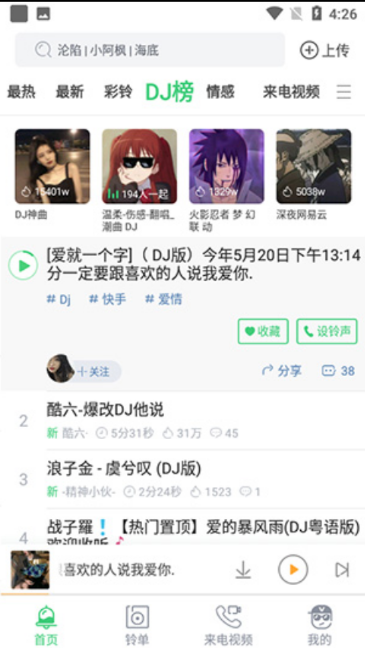 4:26
沦陷 | 小阿枫 | 海底
上传
最热 最新 彩铃 DJ榜 情感 来电视频
15401w
194人一起
1329w
5038w
DJ神曲
温柔-伤感-翻唱_
潮曲 DJ
火影忍者 梦 幻
联 动
深夜网易云
[爱就一个字]（ DJ版）今年5月20日下午13:14
分一定要跟喜欢的人说我爱你.
# Dj # 快手 # 爱情
收藏 设铃声
+关注 分享 38
2
酷六-爆改DJ他说
新 酷六· 5分31秒 31万 45
3
浪子金 - 虞兮叹 (DJ版)
新 -精神小伙- 2分24秒 1523 1
4
战子羅❗【热门置顶】爱的暴风雨(DJ粤语版)
欢迎收听
喜欢的人说我爱你.
首页 铃单 来电视频 我的